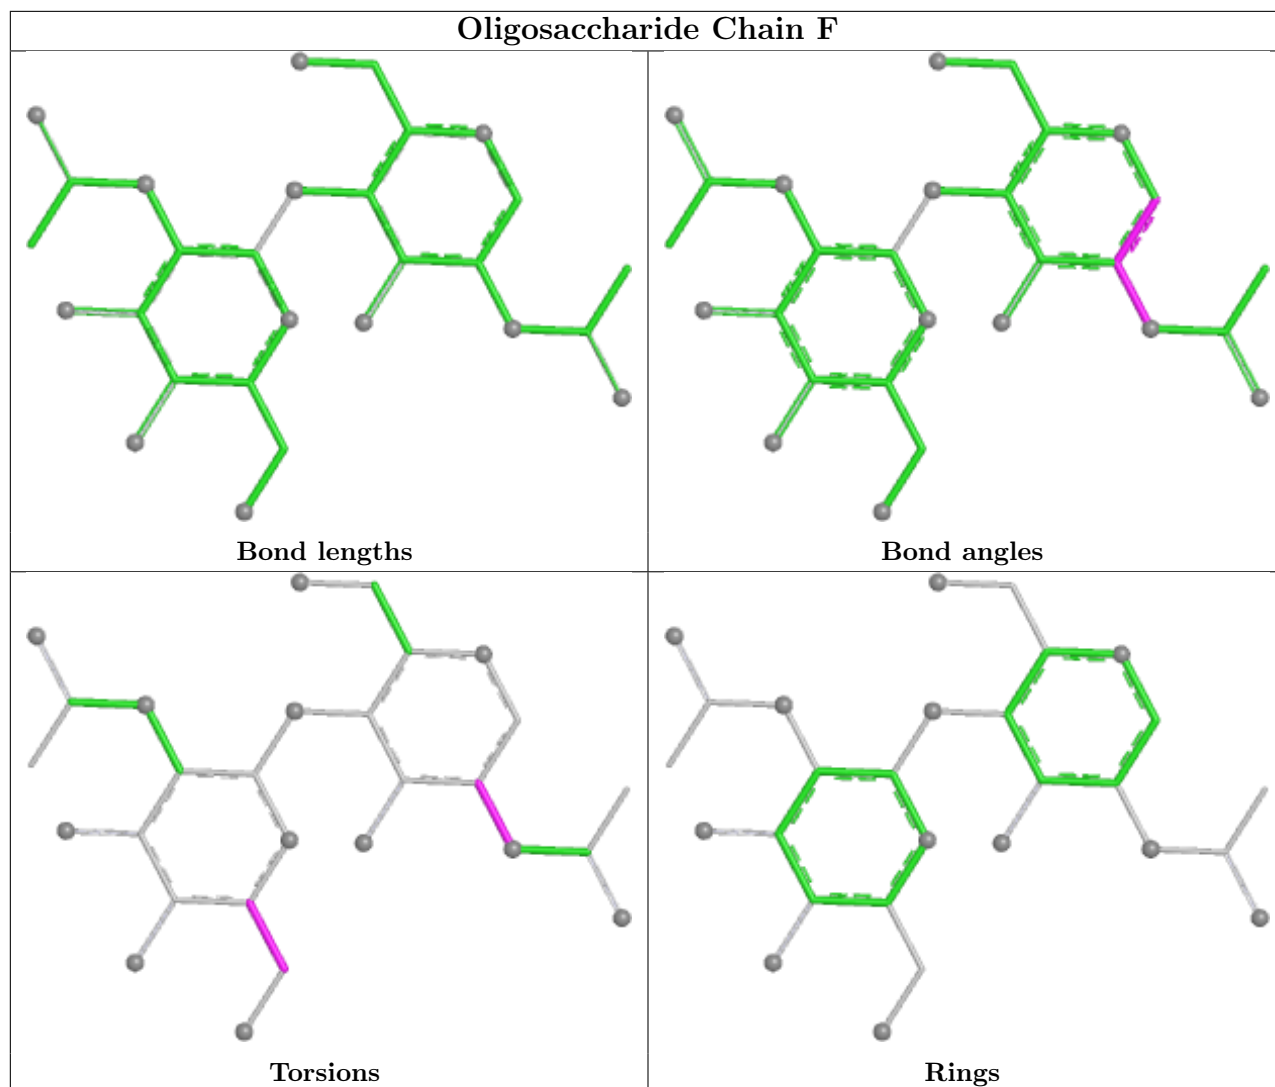 Oligosaccharide Chain F
Bond lengths
Bond angles
Torsions
Rings